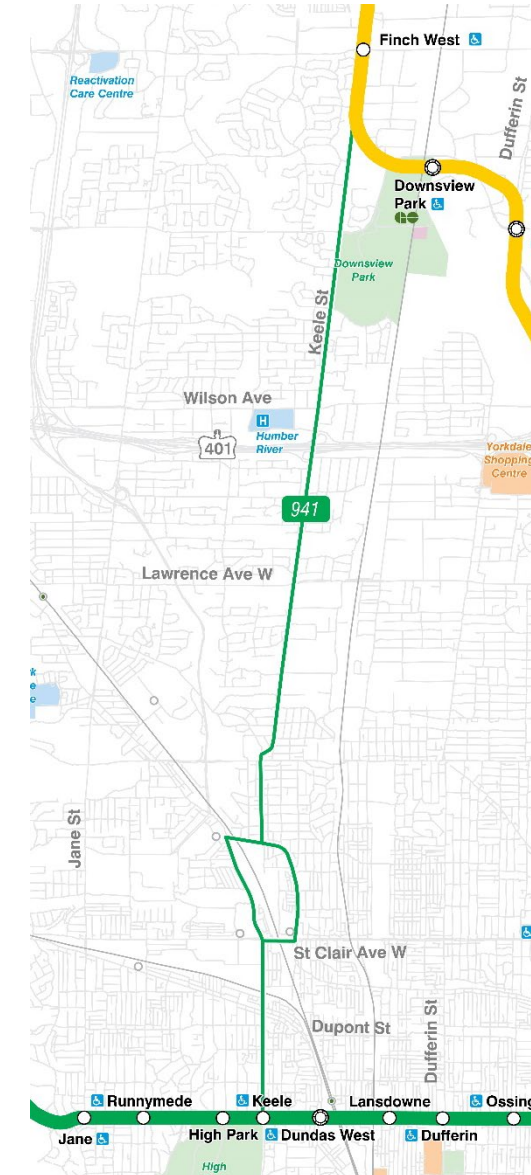 Finch West
Reactivation
Care Centre
Dufferin St
Downsview
Park
Downsview
Park
Keele St
Wilson Ave
H
Humber
River
401
Yorkdale
Shopping
Centre
941
Lawrence Ave W
k
e
e
Jane St
St Clair Ave W
Dupont St
Dufferin St
Runnymede
Keele
Lansdowne
Ossing
Jane
High Park
Dundas West
Dufferin
High